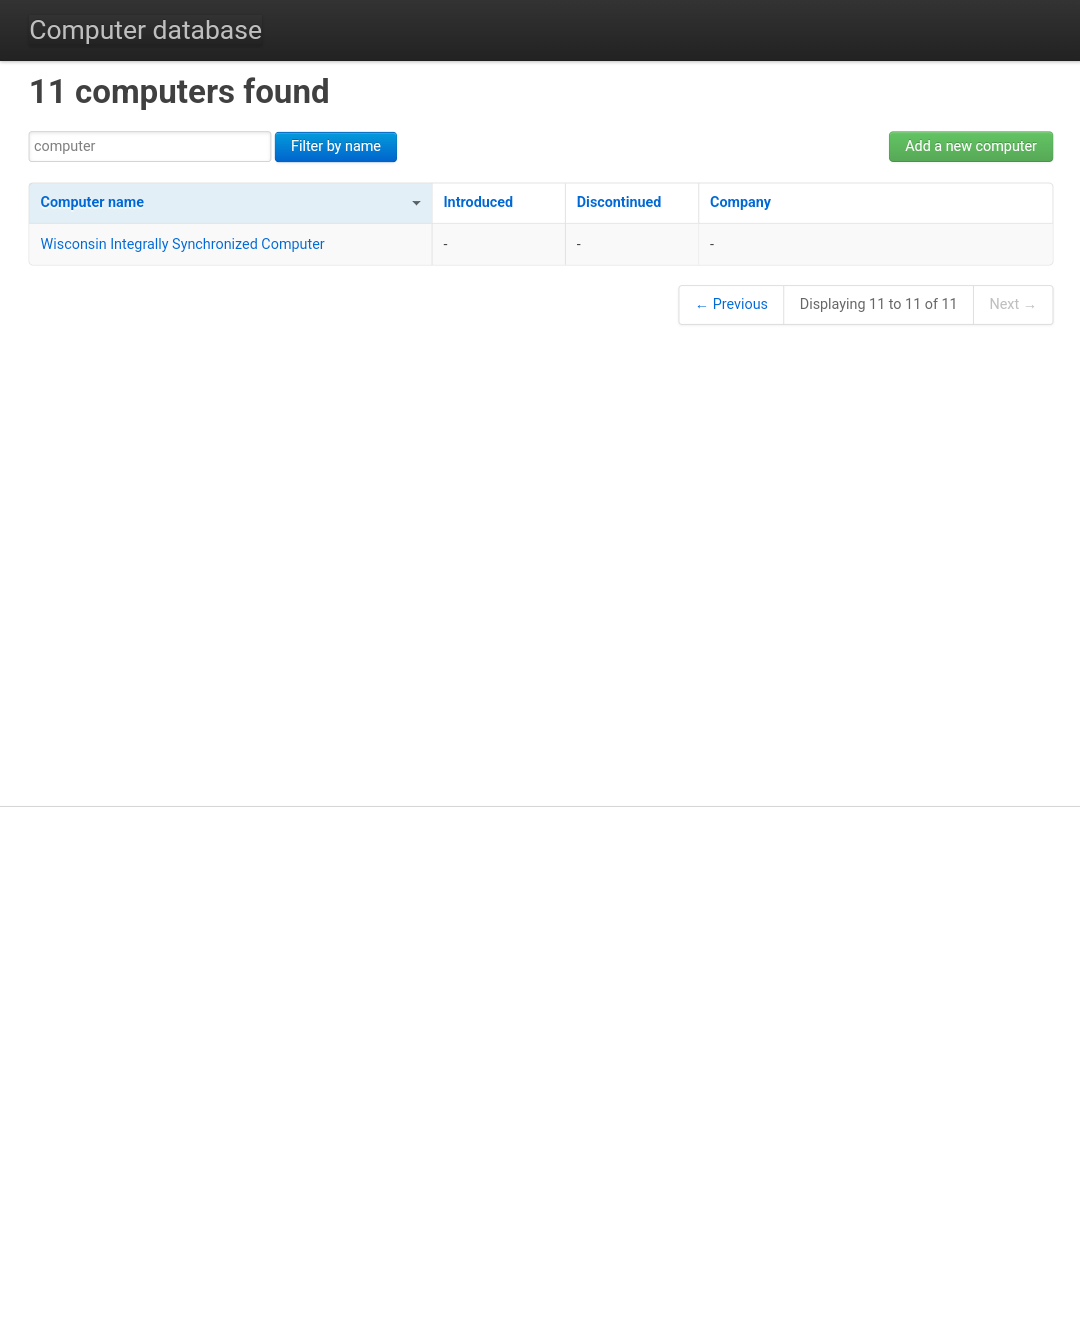 Computer database
11 computers found
computer Filter by name Add a new computer
Computer name Introduced Discontinued Company
Wisconsin Integrally Synchronized Computer - - -
← Previous Displaying 11 to 11 of 11 Next →